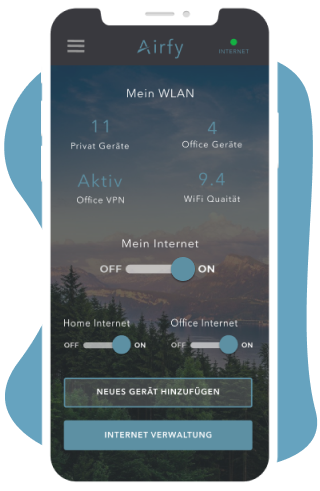 Airfy
INTERNET
Mein WLAN
11 4
Privat Geräte Office Geräte
Aktiv 9.4
Office VPN WiFi Quaität
Mein Internet
OFF ON
Home Internet Office Internet
OFF ON OFF ON
NEUES GERÄT HINZUFÜGEN
INTERNET VERWALTUNG